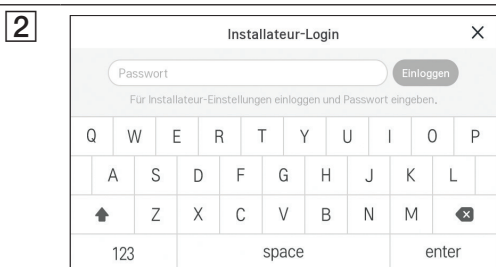 2
Installateur-Login
Passwort
Einloggen
Für Installateur-Einstellungen einloggen und Passwort eingeben.
Q W E R T Y U I O P
A S D F G H J K L
Z X C V B N M
123 space enter